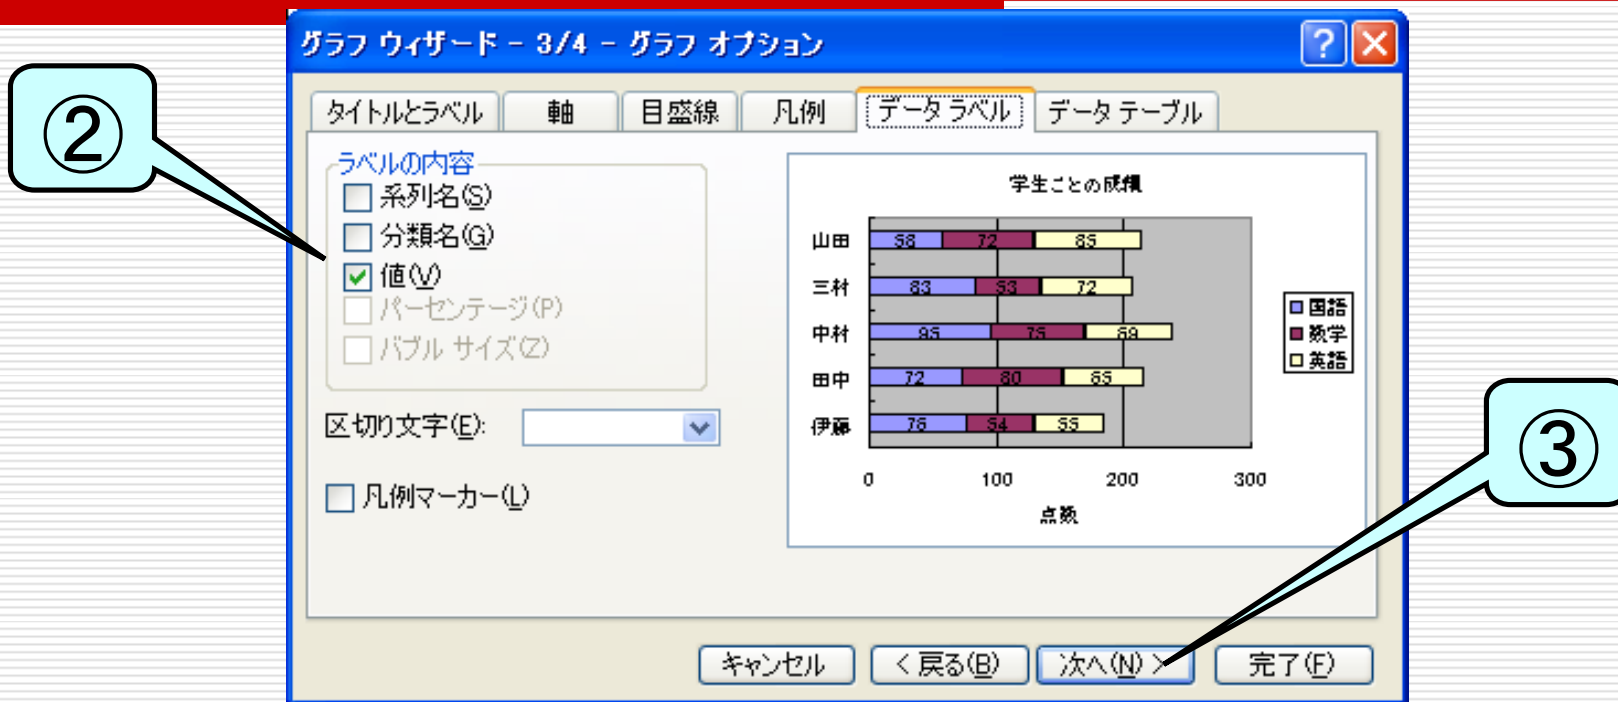 グラフ ウィザード - 3/4 - グラフ オプション
②
タイトルとラベル 軸 目盛線 凡例 データ ラベル データ テーブル
ラベルの内容
系列名(S)
分類名(G)
値(V)
パーセンテージ(P)
バブル サイズ(Z)
区切り文字(E):
凡例マーカー(L)
学生ごとの成績
山田 58 72 85
三村 83 53 72
中村 95 75 69
田中 72 80 65
伊藤 76 54 55
0 100 200 300
点数
国語
数学
英語
③
キャンセル < 戻る(B) 次へ(N) > 完了(F)